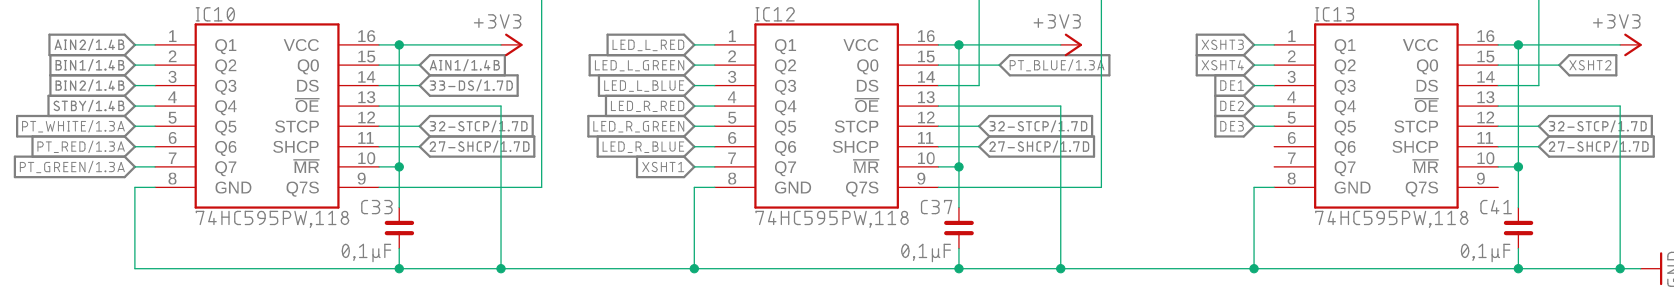 IC10 IC12 IC13
+3V3 +3V3 +3V3
AIN2/1.4B 1 Q1 VCC 16 LED_L_RED 1 Q1 VCC 16 XSHT3 1 Q1 VCC 16
BIN1/1.4B 2 Q2 Q0 15 AIN1/1.4B LED_L_GREEN 2 Q2 Q0 15 PT_BLUE/1.3A XSHT4 2 Q2 Q0 15 XSHT2
BIN2/1.4B 3 Q3 DS 14 33-DS/1.7D LED_L_BLUE 3 Q3 DS 14 DE1 3 Q3 DS 14
STBY/1.4B 4 Q4 OE 13 LED_R_RED 4 Q4 OE 13 DE2 4 Q4 OE 13
PT_WHITE/1.3A 5 Q5 STCP 12 32-STCP/1.7D LED_R_GREEN 5 Q5 STCP 12 32-STCP/1.7D DE3 5 Q5 STCP 12 32-STCP/1.7D
PT_RED/1.3A 6 Q6 SHCP 11 27-SHCP/1.7D LED_R_BLUE 6 Q6 SHCP 11 27-SHCP/1.7D 6 Q6 SHCP 11 27-SHCP/1.7D
PT_GREEN/1.3A 7 Q7 MR 10 XSHT1 7 Q7 MR 10 7 Q7 MR 10
8 GND Q7S 9 8 GND Q7S 9 8 GND Q7S 9
74HC595PW,118 C33 74HC595PW,118 C37 74HC595PW,118 C41
0,1µF 0,1µF 0,1µF
GND